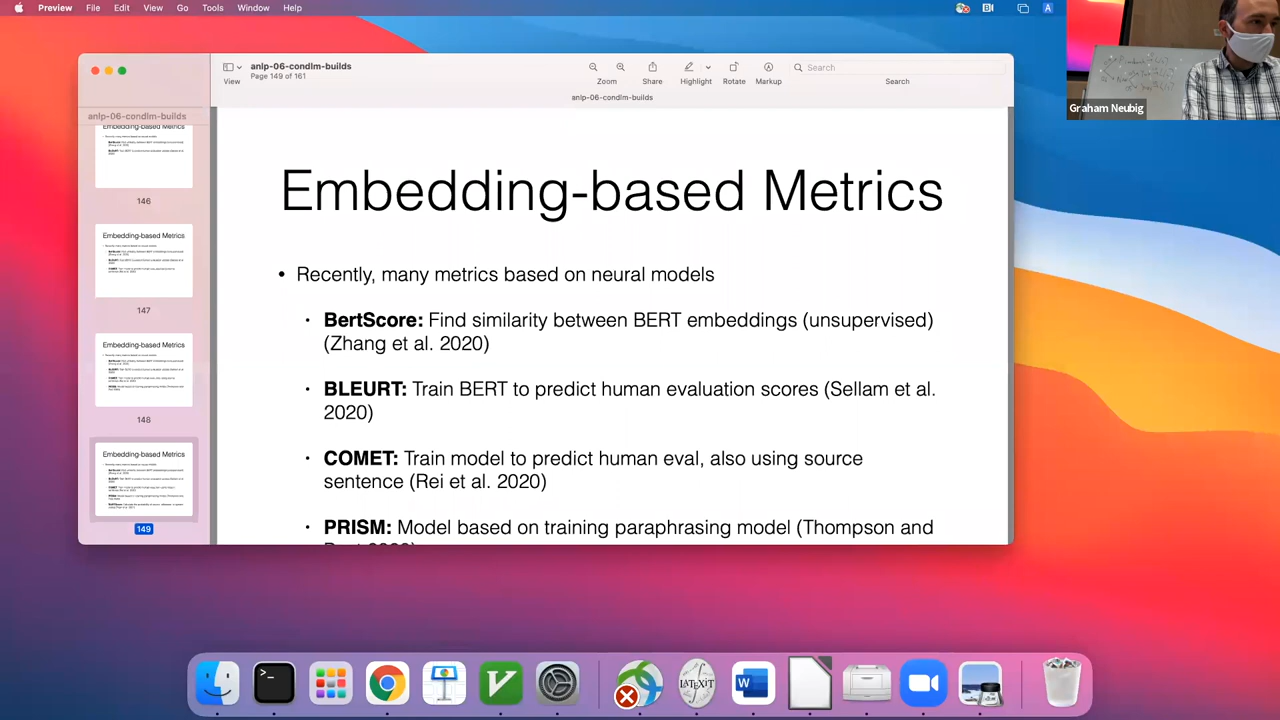 Preview File Edit View Go Tools Window Help
A
anlp-06-condlm-builds
Page 149 of 161
View
Zoom
Share
Highlight
Rotate
Markup
Search
Search
anlp-06-condlm-builds
anlp-06-condlm-builds
Graham Neubig
Embedding-based Metrics
146
Embedding-based Metrics
147
Embedding-based Metrics
148
Embedding-based Metrics
149
Embedding-based Metrics
• Recently, many metrics based on neural models
• BertScore: Find similarity between BERT embeddings (unsupervised)
(Zhang et al. 2020)
• BLEURT: Train BERT to predict human evaluation scores (Sellam et al.
2020)
• COMET: Train model to predict human eval, also using source
sentence (Rei et al. 2020)
• PRISM: Model based on training paraphrasing model (Thompson and
>_
LATEXiT
W